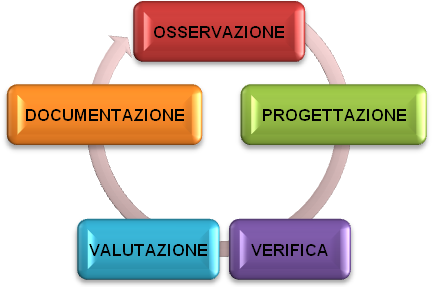 OSSERVAZIONE
PROGETTAZIONE
VERIFICA
VALUTAZIONE
DOCUMENTAZIONE